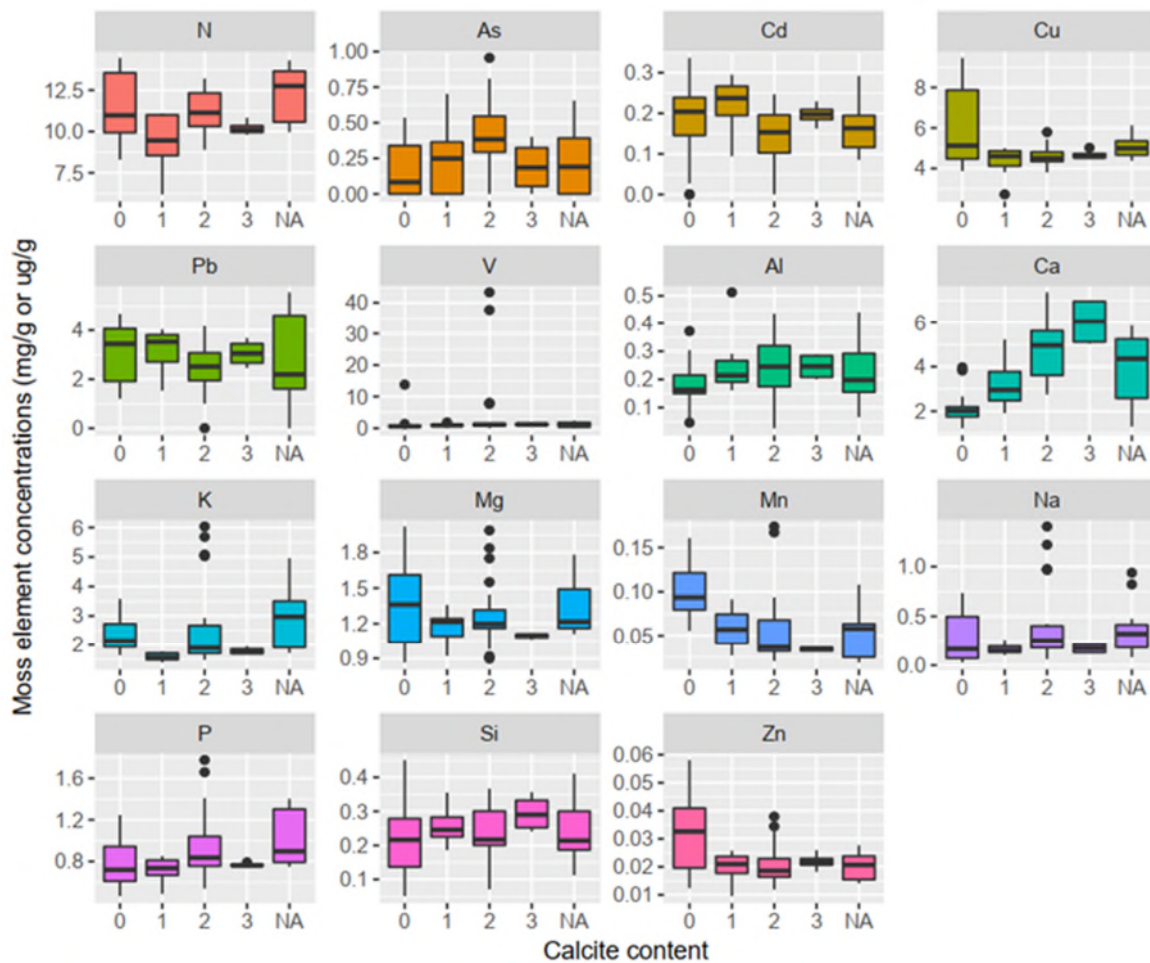 N As Cd Cu
12.5 10.0 7.5
1.00 0.75 0.50 0.25 0.00
0.3 0.2 0.1 0.0
8 6 4
0 1 2 3 NA 0 1 2 3 NA 0 1 2 3 NA 0 1 2 3 NA
Pb V Al Ca
4 2 0
40 30 20 10 0
0.5 0.4 0.3 0.2 0.1
6 4 2
0 1 2 3 NA 0 1 2 3 NA 0 1 2 3 NA 0 1 2 3 NA
Moss element concentrations (mg/g or ug/g
K Mg Mn Na
6 5 4 3 2
1.8 1.5 1.2 0.9
0.15 0.10 0.05
1.0 0.5 0.0
0 1 2 3 NA 0 1 2 3 NA 0 1 2 3 NA 0 1 2 3 NA
P Si Zn
1.6 1.2 0.8
0.4 0.3 0.2 0.1
0.06 0.05 0.04 0.03 0.02 0.01
0 1 2 3 NA 0 1 2 3 NA 0 1 2 3 NA
Calcite content